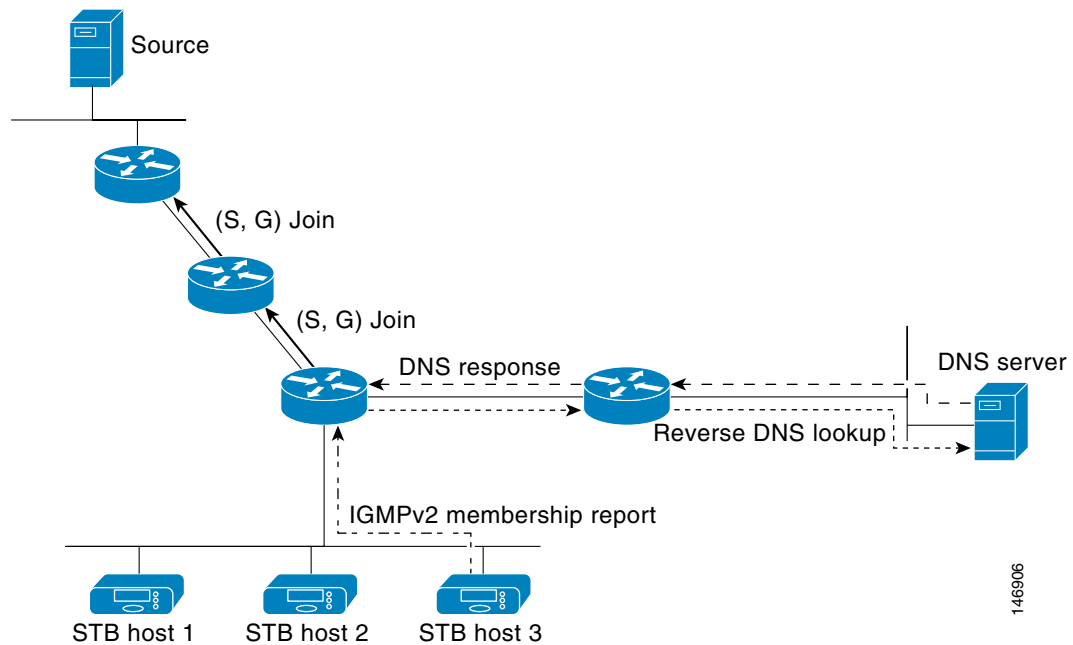 Source
(S, G) Join
(S, G) Join
DNS response
DNS server
Reverse DNS lookup
IGMPv2 membership report
STB host 1
STB host 2
STB host 3
146906